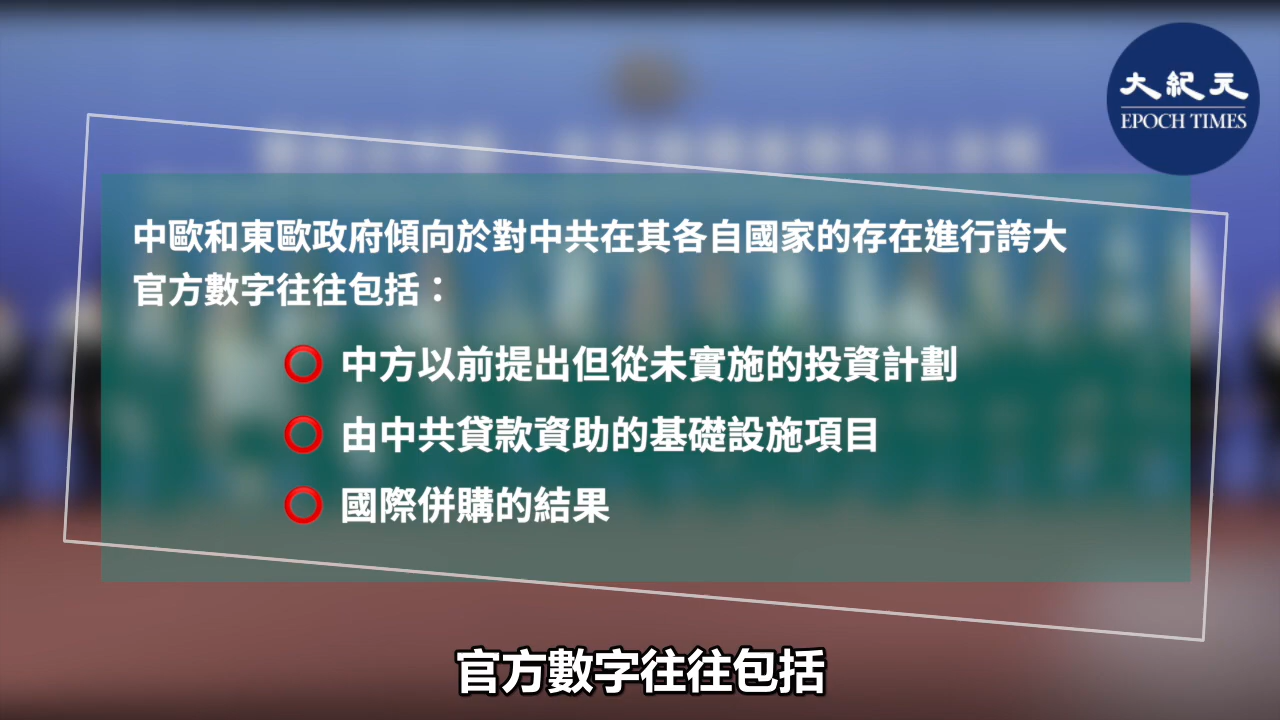 大紀元
EPOCH TIMES
中歐和東歐政府傾向於對中共在其各自國家的存在進行誇大
官方數字往往包括：
中方以前提出但從未實施的投資計劃
由中共貸款資助的基礎設施項目
國際併購的結果
官方數字往往包括